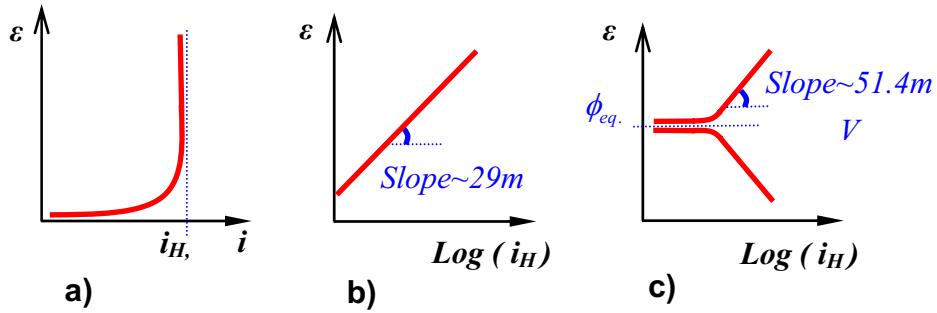 ε
i_H,
i
a)
ε
Slope~29m
Log ( i_H )
b)
ε
ϕ_eq.
Slope~51.4m
V
Log ( i_H )
c)